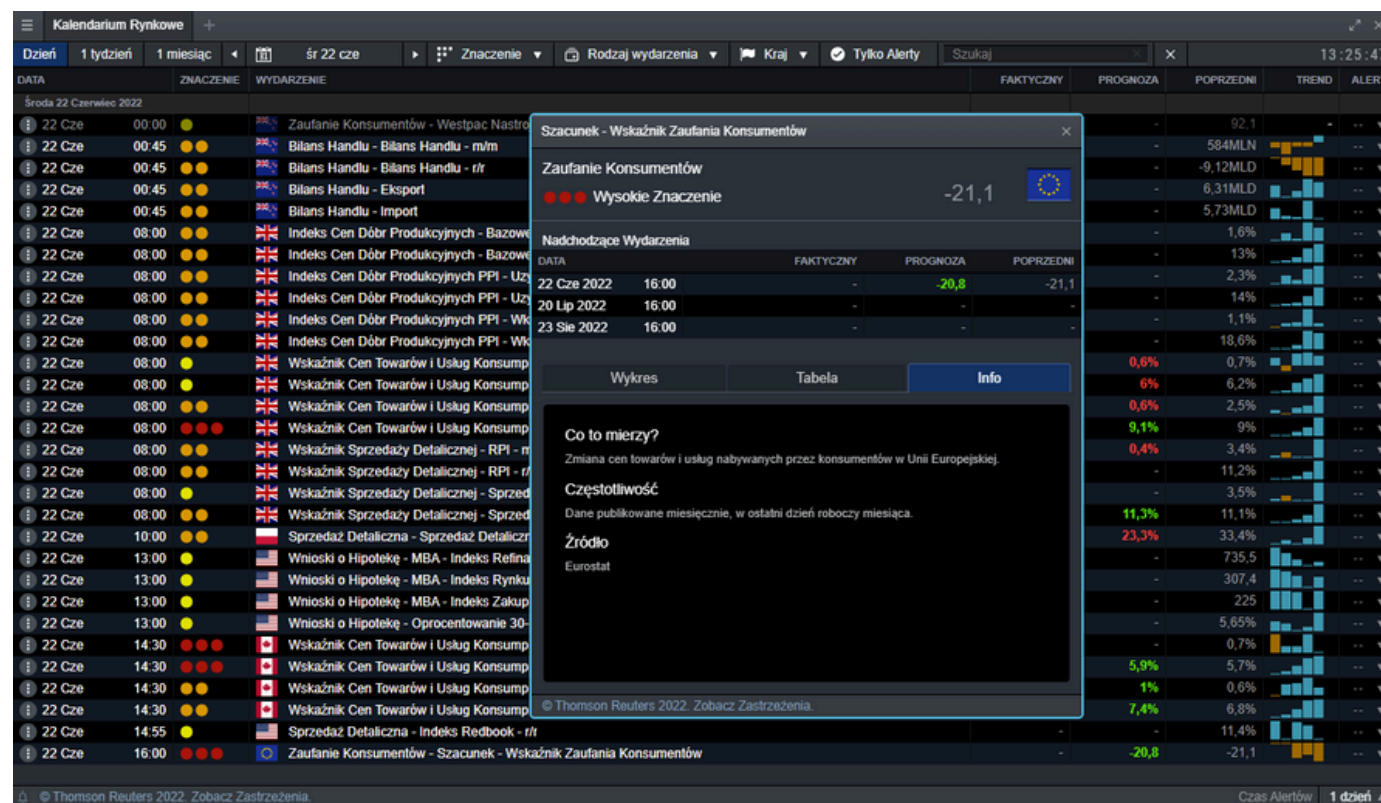 Kalendarium Rynkowe +
Dzień 1 tydzień 1 miesiąc śr 22 cze Znaczenie Rodzaj wydarzenia Kraj Tylko Alerty Szukaj 13:25:4
DATA ZNACZENIE WYDARZENIE FAKTYCZNY PROGNOZA POPRZEDNI TREND ALER
Środa 22 Czerwiec 2022
22 Cze 00:00 Zaufanie Konsumentów - Westpac Nastro - 92,1 - --
22 Cze 00:45 Bilans Handlu - Bilans Handlu - m/m - 584MLN --
22 Cze 00:45 Bilans Handlu - Bilans Handlu - r/r - -9,12MLD --
22 Cze 00:45 Bilans Handlu - Eksport - 6,31MLD --
22 Cze 00:45 Bilans Handlu - Import - 5,73MLD --
22 Cze 08:00 Indeks Cen Dóbr Produkcyjnych - Bazowe - 1,6% --
22 Cze 08:00 Indeks Cen Dóbr Produkcyjnych - Bazowe - 13% --
22 Cze 08:00 Indeks Cen Dóbr Produkcyjnych PPI - Uzy - 2,3% --
22 Cze 08:00 Indeks Cen Dóbr Produkcyjnych PPI - Uzy - 14% --
22 Cze 08:00 Indeks Cen Dóbr Produkcyjnych PPI - Wk - 1,1% --
22 Cze 08:00 Indeks Cen Dóbr Produkcyjnych PPI - Wk - 18,6% --
22 Cze 08:00 Wskaźnik Cen Towarów i Usług Konsump 0,6% 0,7% --
22 Cze 08:00 Wskaźnik Cen Towarów i Usług Konsump 6% 6,2% --
22 Cze 08:00 Wskaźnik Cen Towarów i Usług Konsump 0,6% 2,5% --
22 Cze 08:00 Wskaźnik Cen Towarów i Usług Konsump 9,1% 9% --
22 Cze 08:00 Wskaźnik Sprzedaży Detalicznej - RPI - m 0,4% 3,4% --
22 Cze 08:00 Wskaźnik Sprzedaży Detalicznej - RPI - r/ - 11,2% --
22 Cze 08:00 Wskaźnik Sprzedaży Detalicznej - Sprzed - 3,5% --
22 Cze 08:00 Wskaźnik Sprzedaży Detalicznej - Sprzed 11,3% 11,1% --
22 Cze 10:00 Sprzedaż Detaliczna - Sprzedaż Detaliczn 23,3% 33,4% --
22 Cze 13:00 Wnioski o Hipotekę - MBA - Indeks Refina - 735,5 --
22 Cze 13:00 Wnioski o Hipotekę - MBA - Indeks Rynku - 307,4 --
22 Cze 13:00 Wnioski o Hipotekę - MBA - Indeks Zakup - 225 --
22 Cze 13:00 Wnioski o Hipotekę - Oprocentowanie 30- - 5,65% --
22 Cze 14:30 Wskaźnik Cen Towarów i Usług Konsump - 0,7% --
22 Cze 14:30 Wskaźnik Cen Towarów i Usług Konsump 5,9% 5,7% --
22 Cze 14:30 Wskaźnik Cen Towarów i Usług Konsump 1% 0,6% --
22 Cze 14:30 Wskaźnik Cen Towarów i Usług Konsump 7,4% 6,8% --
22 Cze 14:55 Sprzedaż Detaliczna - Indeks Redbook - r/r - - 11,4% --
22 Cze 16:00 Zaufanie Konsumentów - Szacunek - Wskaźnik Zaufania Konsumentów - -20,8 -21,1 --
Szacunek - Wskaźnik Zaufania Konsumentów
Zaufanie Konsumentów
Wysokie Znaczenie -21,1
Nadchodzące Wydarzenia
DATA FAKTYCZNY PROGNOZA POPRZEDNI
22 Cze 2022 16:00 - -20,8 -21,1
20 Lip 2022 16:00 - - -
23 Sie 2022 16:00 - - -
Wykres Tabela Info
Co to mierzy?
Zmiana cen towarów i usług nabywanych przez konsumentów w Unii Europejskiej.
Częstotliwość
Dane publikowane miesięcznie, w ostatni dzień roboczy miesiąca.
Źródło
Eurostat
© Thomson Reuters 2022. Zobacz Zastrzeżenia.
© Thomson Reuters 2022. Zobacz Zastrzeżenia. Czas Alertów 1 dzień